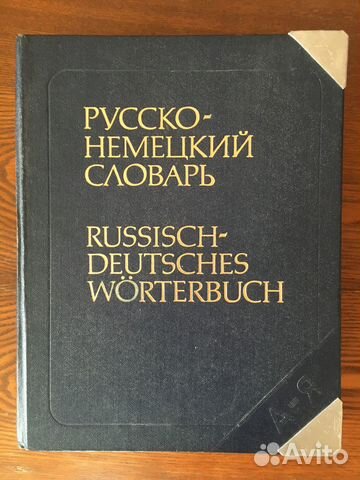 РУССКО-
НЕМЕЦКИЙ
СЛОВАРЬ
RUSSISCH-
DEUTSCHES
WÖRTERBUCH
А-Я
Avito